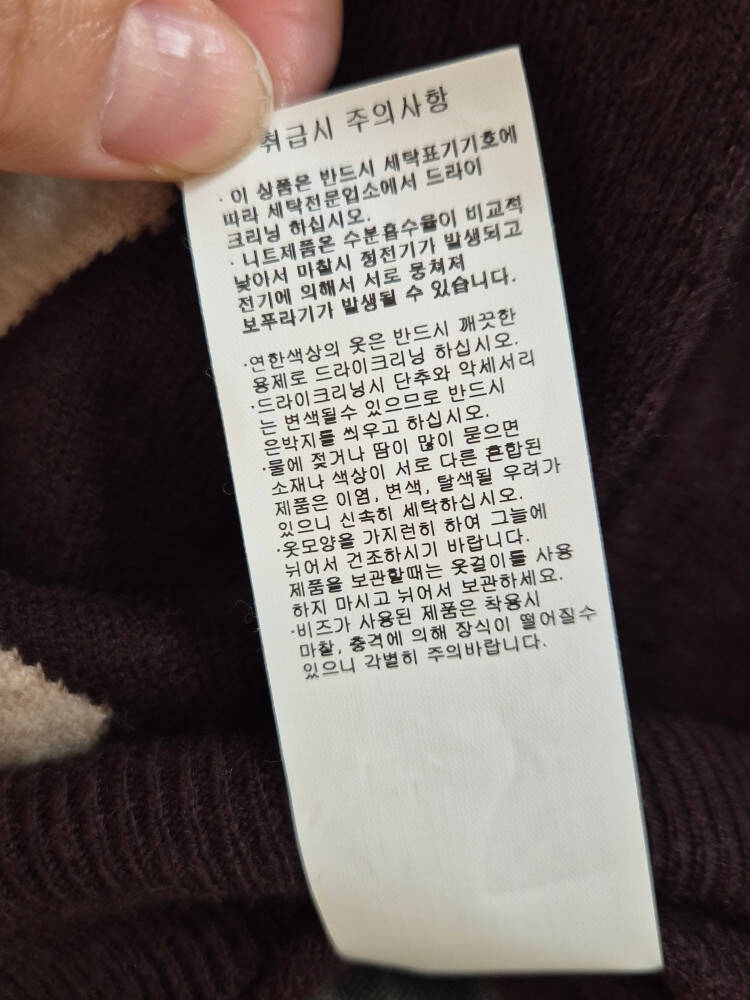 취급시 주의사항
· 이 상품은 반드시 세탁표기기호에
따라 세탁전문업소에서 드라이
크리닝 하십시오.
· 니트제품은 수분흡수율이 비교적
낮아서 마찰시 정전기가 발생되고
전기에 의해서 서로 뭉쳐져
보푸라기가 발생될 수 있습니다.
·연한색상의 옷은 반드시 깨끗한
용제로 드라이크리닝 하십시오.
·드라이크리닝시 단추와 악세서리
는 변색될수 있으므로 반드시
은박지를 씌우고 하십시오.
·물에 젖거나 땀이 많이 묻으면
소재나 색상이 서로 다른 혼합된
제품은 이염, 변색, 탈색될 우려가
있으니 신속히 세탁하십시오.
·옷모양을 가지런히 하여 그늘에
뉘어서 건조하시기 바랍니다.
제품을 보관할때는 옷걸이를 사용
하지 마시고 뉘어서 보관하세요.
·비즈가 사용된 제품은 착용시
마찰, 충격에 의해 장식이 떨어질수
있으니 각별히 주의바랍니다.